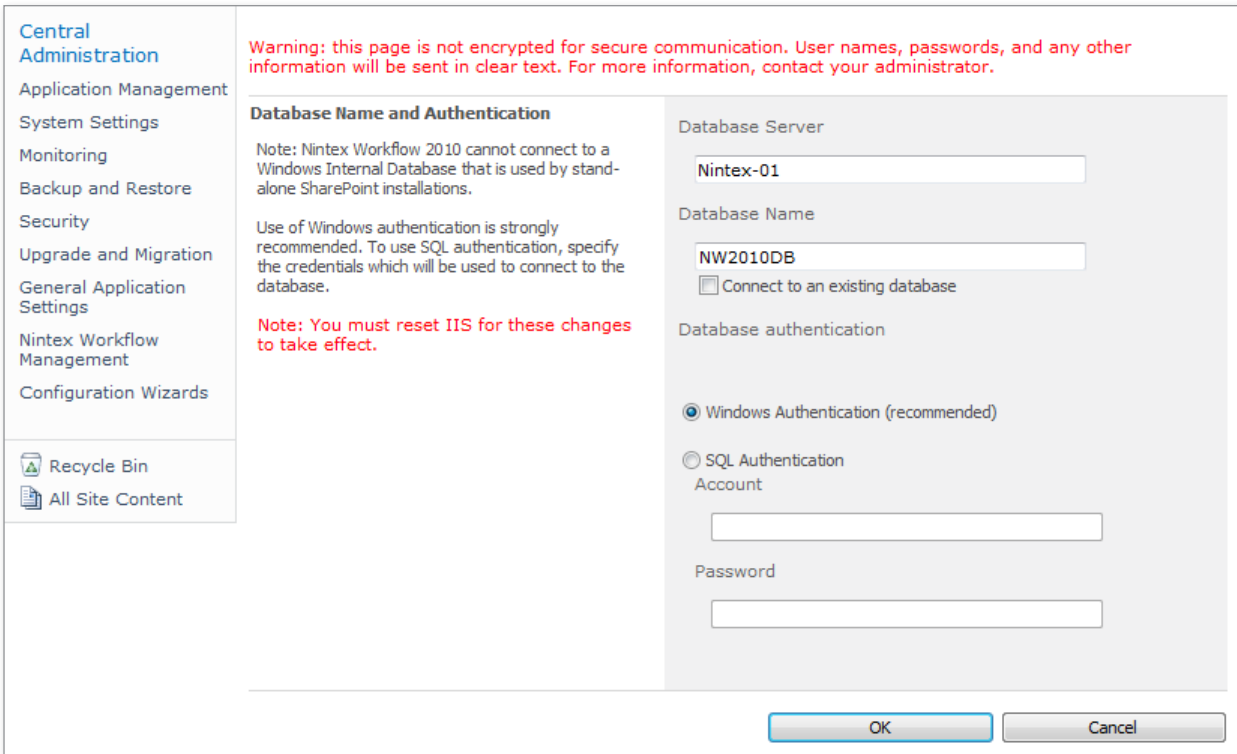 Central
Administration
Application Management
System Settings
Monitoring
Backup and Restore
Security
Upgrade and Migration
General Application
Settings
Nintex Workflow
Management
Configuration Wizards
Recycle Bin
All Site Content
Warning: this page is not encrypted for secure communication. User names, passwords, and any other
information will be sent in clear text. For more information, contact your administrator.
Database Name and Authentication
Note: Nintex Workflow 2010 cannot connect to a
Windows Internal Database that is used by stand-
alone SharePoint installations.
Use of Windows authentication is strongly
recommended. To use SQL authentication, specify
the credentials which will be used to connect to the
database.
Note: You must reset IIS for these changes
to take effect.
Database Server
Nintex-01
Database Name
NW2010DB
Connect to an existing database
Database authentication
Windows Authentication (recommended)
SQL Authentication
Account
Password
OK
Cancel